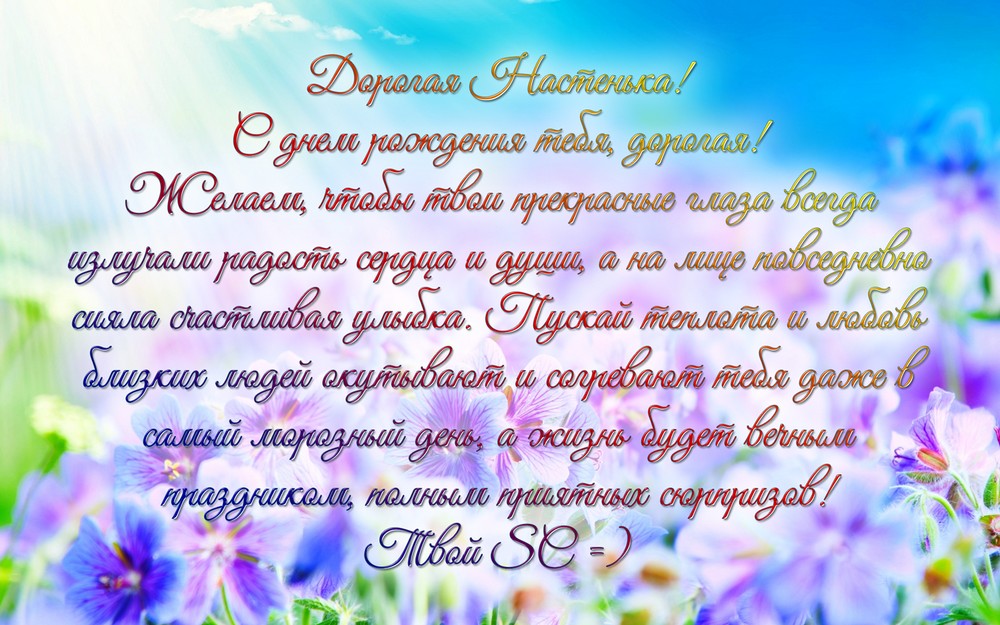 Дорогая Настенька!
С днем рождения тебя, дорогая!
Желаем, чтобы твои прекрасные глаза всегда
излучали радость сердца и души, а на лице повседневно
сияла счастливая улыбка. Пускай теплота и любовь
близких людей окутывают и согревают тебя даже в
самый морозный день, а жизнь будет вечным
праздником, полным приятных сюрпризов!
Твой SC =)